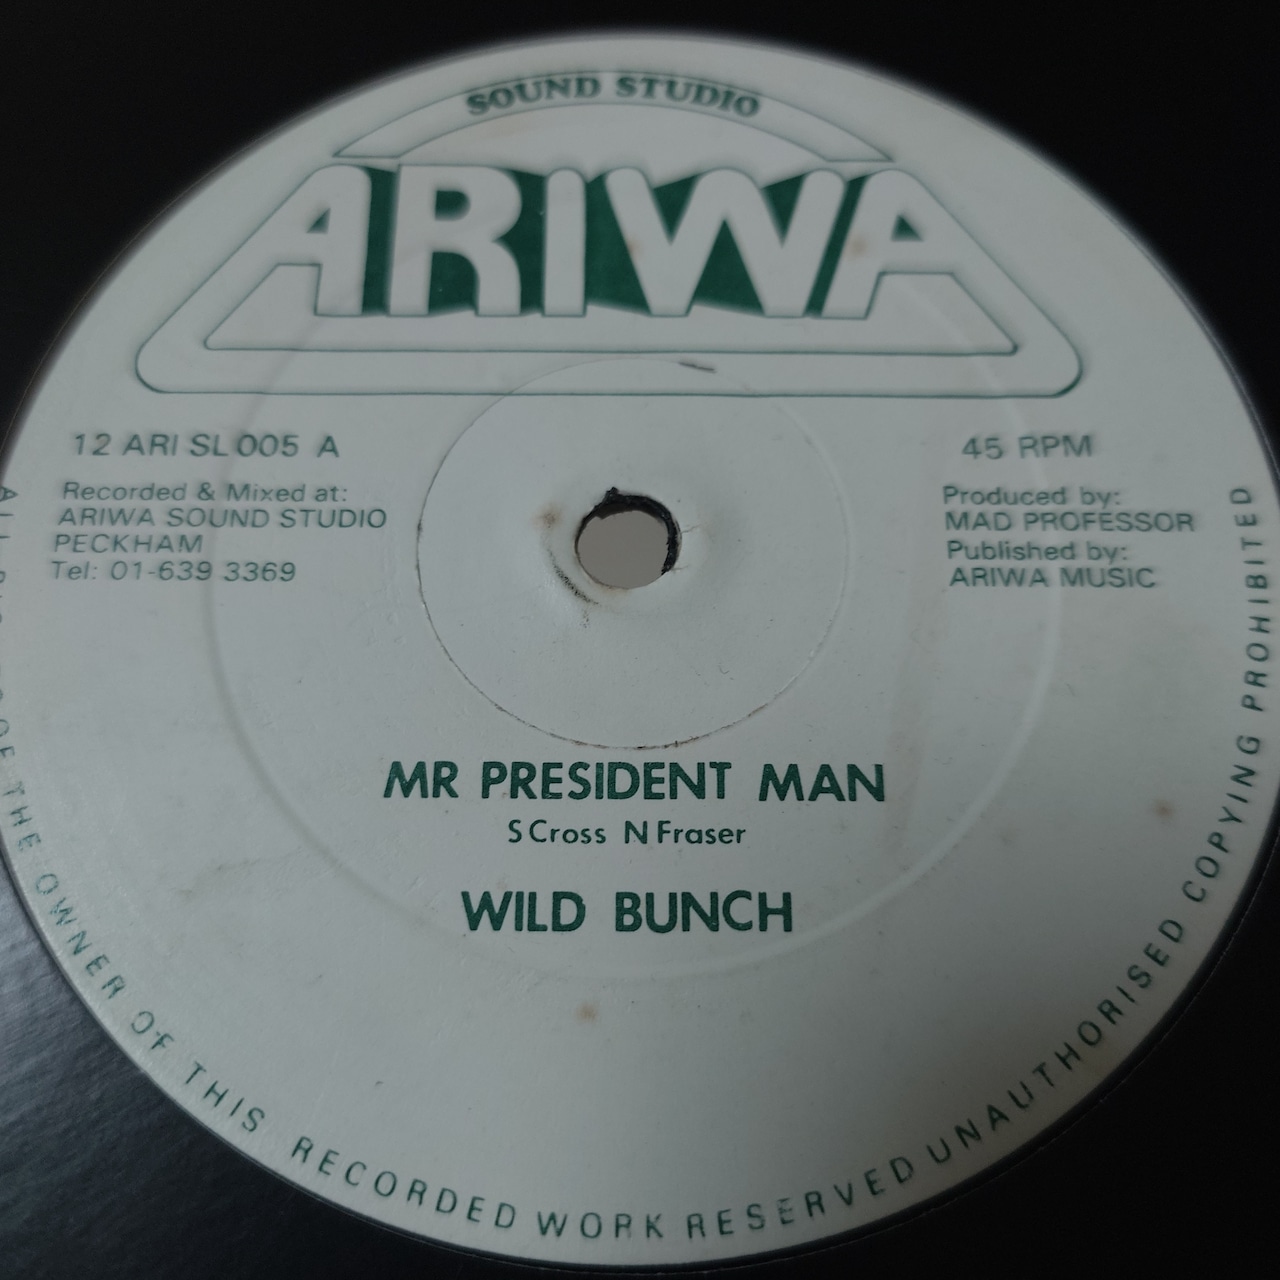 SOUND STUDIO
ARIWA
12 ARI SL 005 A
45 RPM
Recorded & Mixed at:
ARIWA SOUND STUDIO
PECKHAM
Tel: 01-639 3369
Produced by:
MAD PROFESSOR
Published by:
ARIWA MUSIC
MR PRESIDENT MAN
S Cross N Fraser
WILD BUNCH
ALL OF THE OWNER OF THIS RECORDED WORK RESERVED UNAUTHORISED COPYING PROHIBITED